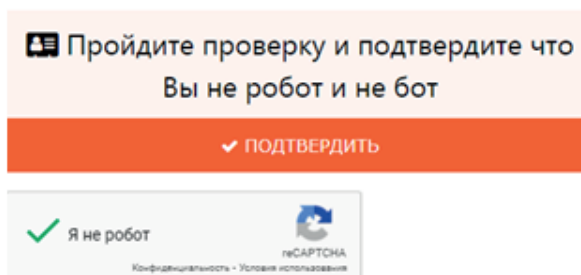 Пройдите проверку и подтвердите что
Вы не робот и не бот
ПОДТВЕРДИТЬ
Я не робот
reCAPTCHA
Конфиденциальность - Условия использования